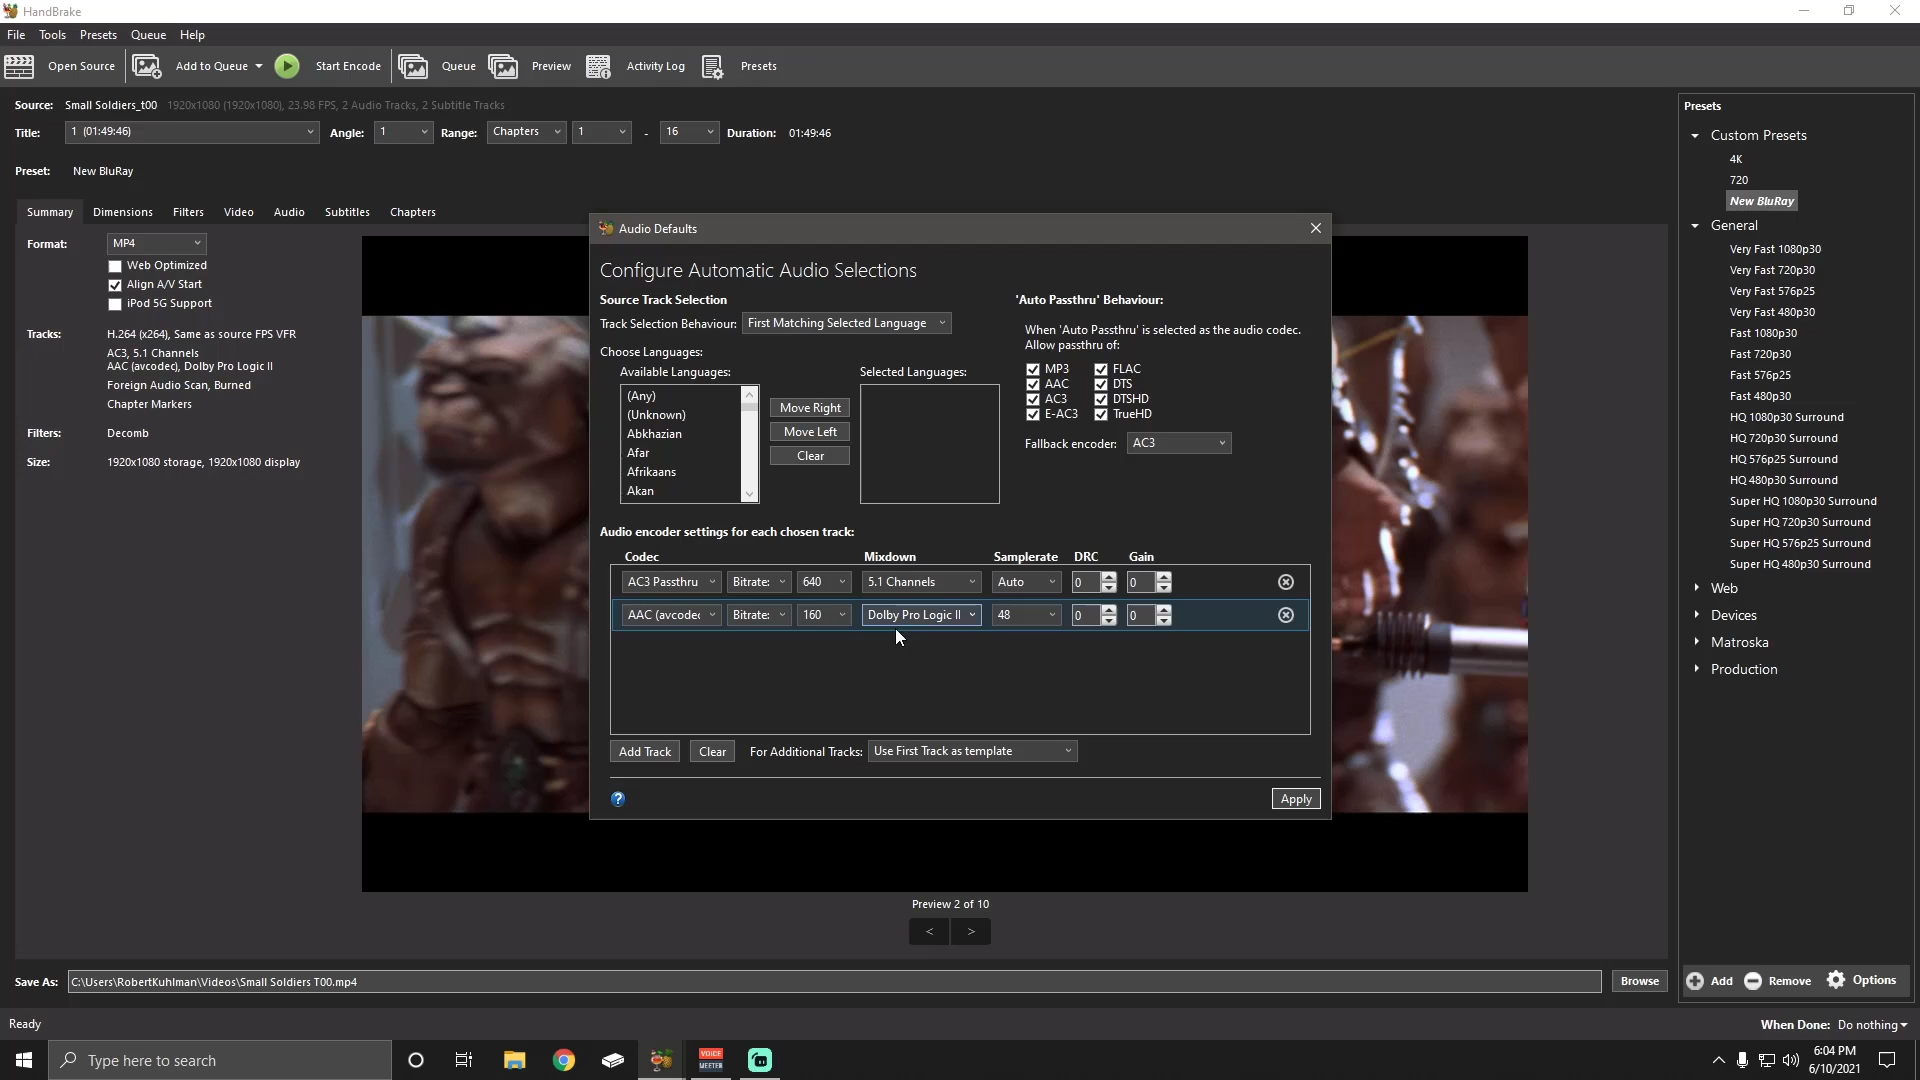 HandBrake
File Tools Presets Queue Help
Open Source Add to Queue Start Encode Queue Preview Activity Log Presets
Source: Small Soldiers_t00 1920x1080 (1920x1080), 23.98 FPS, 2 Audio Tracks, 2 Subtitle Tracks
Title: 1 (01:49:46) Angle: 1 Range: Chapters 1 - 16 Duration: 01:49:46
Preset: New BluRay
Summary Dimensions Filters Video Audio Subtitles Chapters
Format: MP4
Web Optimized
Align A/V Start
iPod 5G Support
Tracks: H.264 (x264), Same as source FPS VFR
AC3, 5.1 Channels
AAC (avcodec), Dolby Pro Logic II
Foreign Audio Scan, Burned
Chapter Markers
Filters: Decomb
Size: 1920x1080 storage, 1920x1080 display
Audio Defaults
Configure Automatic Audio Selections
Source Track Selection
Track Selection Behaviour: First Matching Selected Language
Choose Languages:
Available Languages:
(Any)
(Unknown)
Abkhazian
Afar
Afrikaans
Akan
Move Right
Move Left
Clear
Selected Languages:
'Auto Passthru' Behaviour:
When 'Auto Passthru' is selected as the audio codec.
Allow passthru of:
MP3 FLAC
AAC DTS
AC3 DTSHD
E-AC3 TrueHD
Fallback encoder: AC3
Audio encoder settings for each chosen track:
Codec Mixdown Samplerate DRC Gain
AC3 Passthru Bitrate: 640 5.1 Channels Auto 0 0
AAC (avcodec Bitrate: 160 Dolby Pro Logic II 48 0 0
Add Track Clear For Additional Tracks: Use First Track as template
?
Apply
Preview 2 of 10
< >
Presets
Custom Presets
4K
720
New BluRay
General
Very Fast 1080p30
Very Fast 720p30
Very Fast 576p25
Very Fast 480p30
Fast 1080p30
Fast 720p30
Fast 576p25
Fast 480p30
HQ 1080p30 Surround
HQ 720p30 Surround
HQ 576p25 Surround
HQ 480p30 Surround
Super HQ 1080p30 Surround
Super HQ 720p30 Surround
Super HQ 576p25 Surround
Super HQ 480p30 Surround
Web
Devices
Matroska
Production
Add Remove Options
Save As: C:\Users\RobertKuhlman\Videos\Small Soldiers T00.mp4 Browse
Ready
When Done: Do nothing
Type here to search
VOICE
MEETER
6:04 PM
6/10/2021